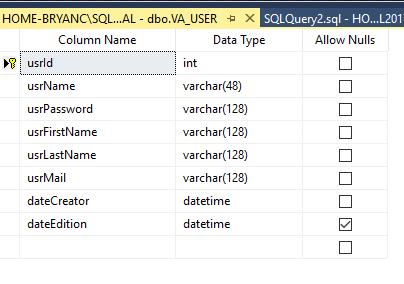 HOME-BRYANC\SQL...AL - dbo.VA_USER SQLQuery2.sql - HO...L201
Column Name Data Type Allow Nulls
usrId int
usrName varchar(48)
usrPassword varchar(128)
usrFirstName varchar(128)
usrLastName varchar(128)
usrMail varchar(128)
dateCreator datetime
dateEdition datetime